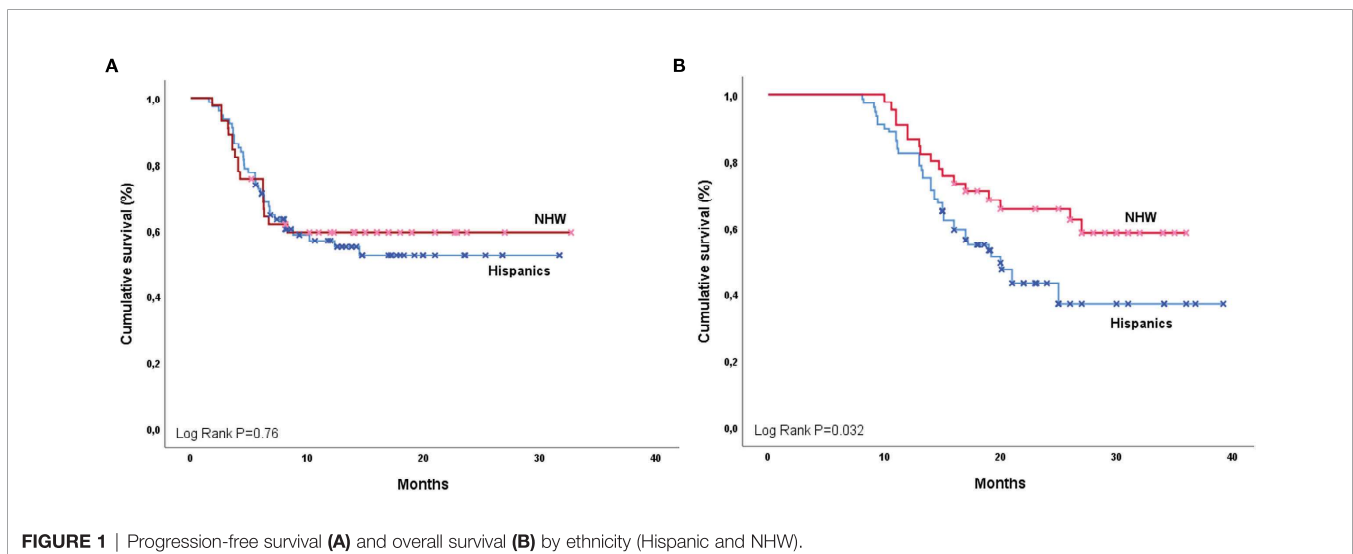 A
Cumulative survival (%)
1,0
0,8
0,6
0,4
0,2
0,0
NHW
Hispanics
Log Rank P=0.76
0 10 20 30 40
Months
B
Cumulative survival (%)
1,0
0,8
0,6
0,4
0,2
0,0
NHW
Hispanics
Log Rank P=0.032
0 10 20 30 40
Months
FIGURE 1 | Progression-free survival (A) and overall survival (B) by ethnicity (Hispanic and NHW).